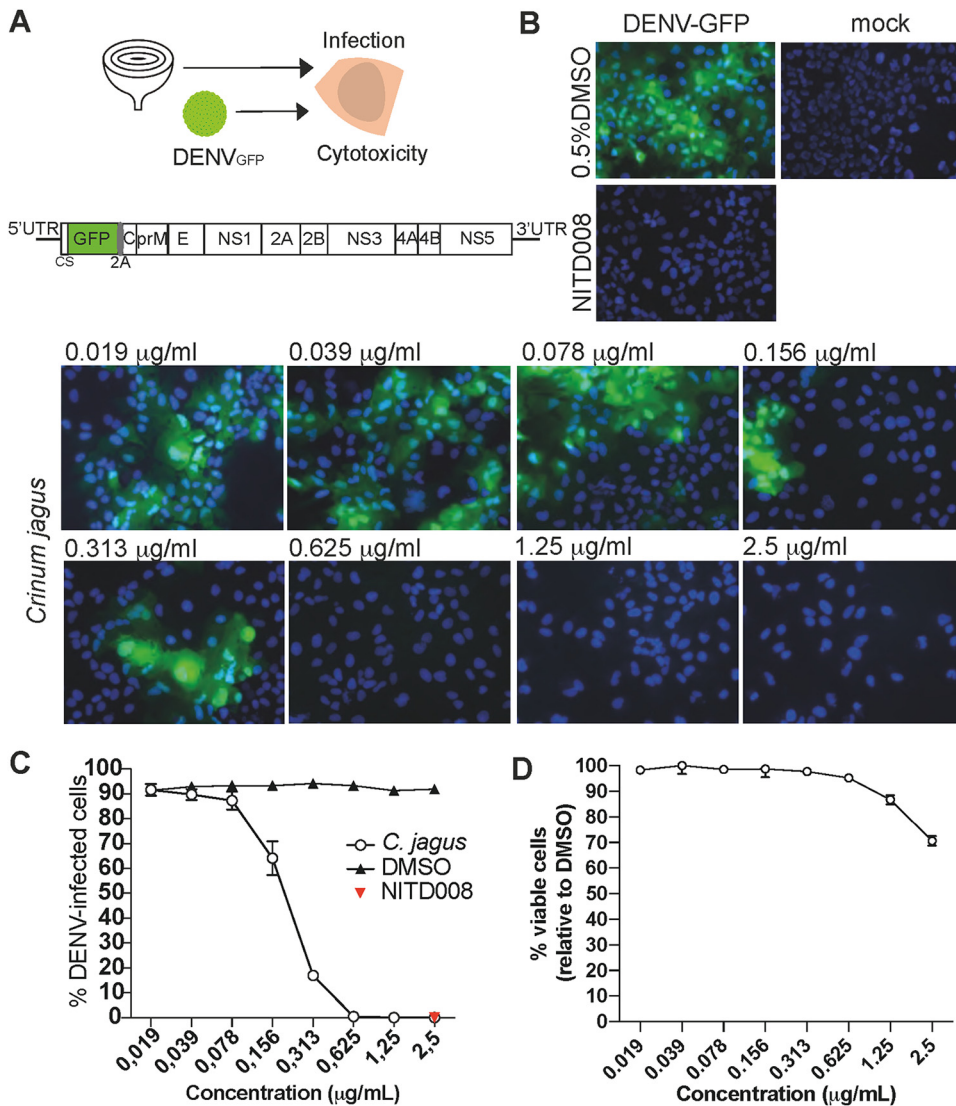 A
Infection
DENVGFP
Cytotoxicity
5'UTR GFP C prM E NS1 2A 2B NS3 4A 4B NS5 3'UTR
CS 2A
B
DENV-GFP mock
0.5%DMSO
NITD008
Crinum jagus
0.019 µg/ml 0.039 µg/ml 0.078 µg/ml 0.156 µg/ml
0.313 µg/ml 0.625 µg/ml 1.25 µg/ml 2.5 µg/ml
C
% DENV-infected cells
100
90
80
70
60
50
40
30
20
10
0
C. jagus
DMSO
NITD008
0,019 0,039 0,078 0,156 0,313 0,625 1,25 2,5
Concentration (µg/mL)
D
% viable cells
(relative to DMSO)
100
90
80
70
60
50
40
30
20
10
0
0.019 0.039 0.078 0.156 0.313 0.625 1.25 2.5
Concentration (µg/mL)